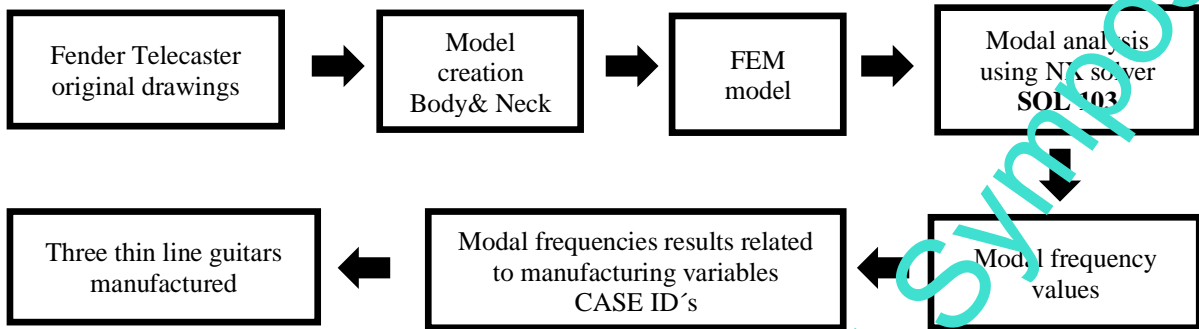 Fender Telecaster
original drawings
Model
creation
Body& Neck
FEM
model
Modal analysis
using NX solver
SOL 103
Modal frequency
values
Modal frequencies results related
to manufacturing variables
CASE ID´s
Three thin line guitars
manufactured